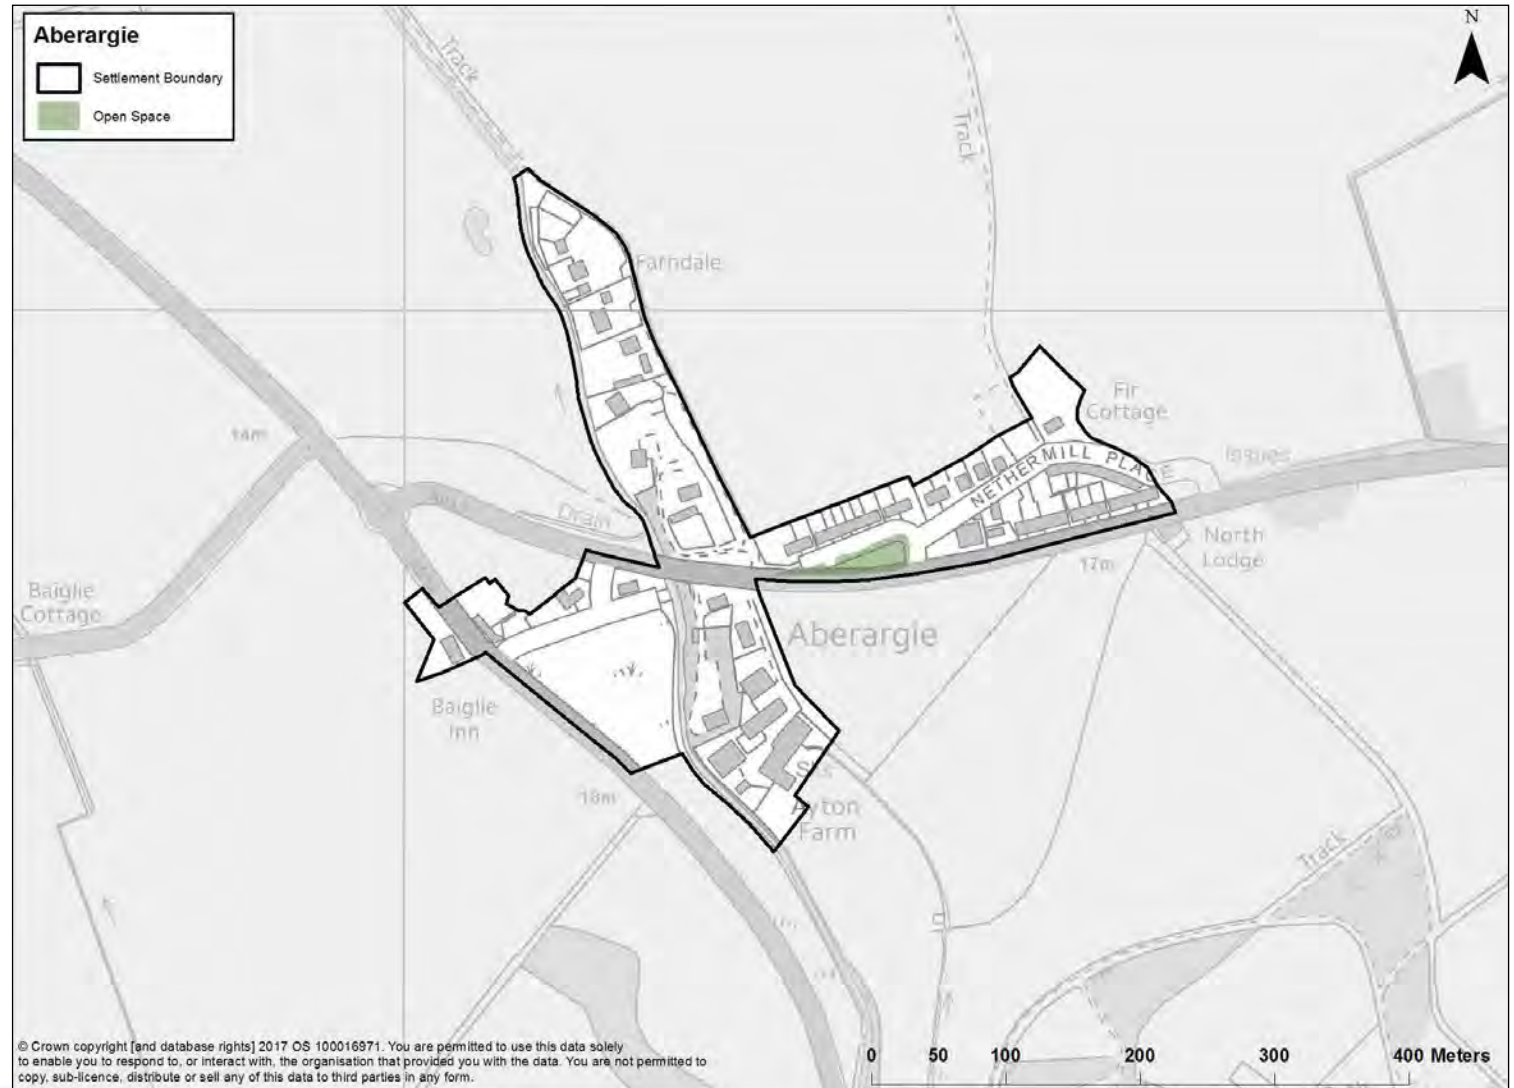 Aberargie
Settlement Boundary
Open Space
N
Track
Track
Farndale
Fir
Cottage
16m
NETHERMILL PLACE
Issues
Drain
North
Lodge
17m
Baiglie
Cottage
Aberargie
Baiglie
Inn
18m
Ayton
Farm
Track
© Crown copyright [and database rights] 2017 OS 100016971. You are permitted to use this data solely
to enable you to respond to, or interact with, the organisation that provided you with the data. You are not permitted to
copy, sub-licence, distribute or sell any of this data to third parties in any form.
0 50 100 200 300 400 Meters